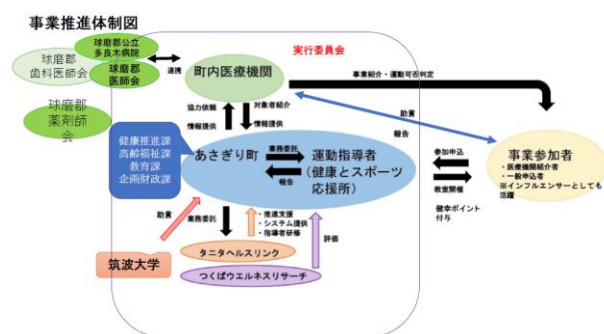 事業推進体制図
実行委員会
球磨郡公立
多良木病院
球磨郡
歯科医師会
球磨郡
医師会
連携
町内医療機関
事業紹介・運動可否判定
球磨郡
薬剤師
会
協力依頼
情報提供
対象者紹介
情報提供
助言
報告
健康推進課
高齢福祉課
教育課
企画財政課
あさぎり町
業務委託
報告
運動指導者
(健康とスポーツ
応援所)
参加申込
教室開催
健幸ポイント
付与
事業参加者
・医療機関紹介者
・一般申込者
※インフルエンサーとしても
活躍
助言
業務委託
・推進支援
・システム提供
・指導者研修
評価
筑波大学
タニタヘルスリンク
つくばウエルネスリサーチ